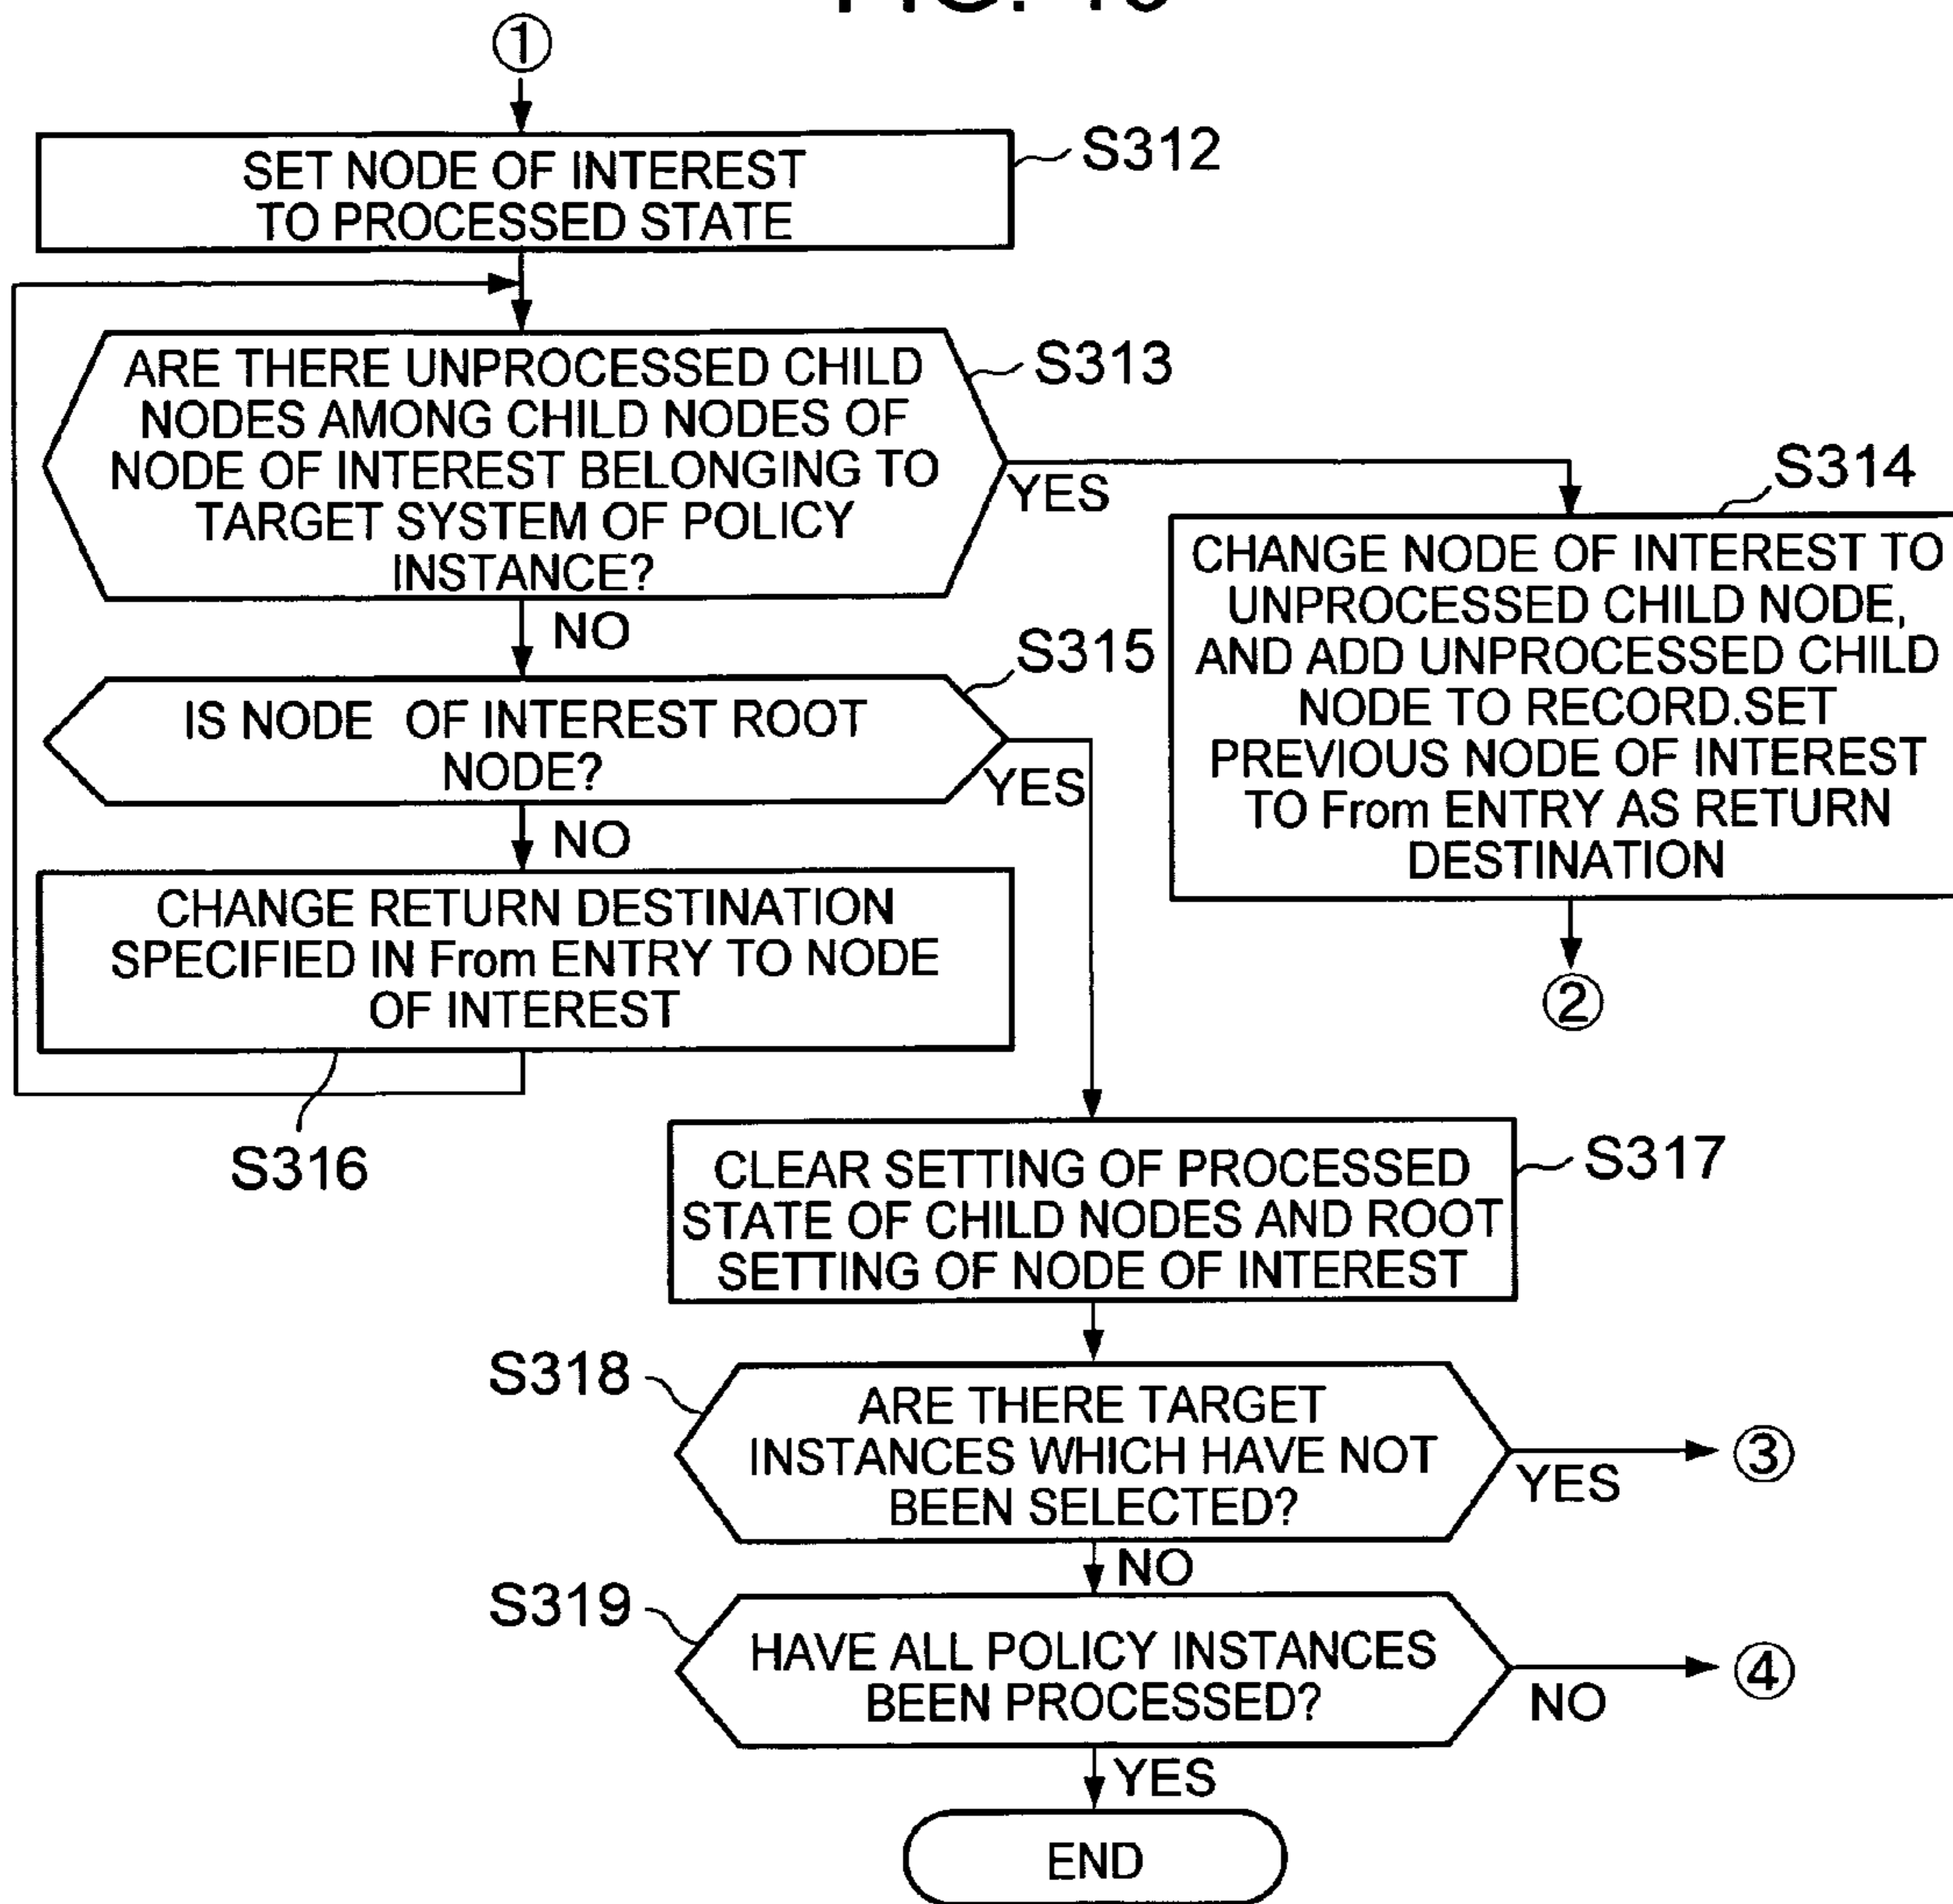 ①
SET NODE OF INTEREST
TO PROCESSED STATE
S312
ARE THERE UNPROCESSED CHILD
NODES AMONG CHILD NODES OF
NODE OF INTEREST BELONGING TO
TARGET SYSTEM OF POLICY
INSTANCE?
S313
YES
NO
S314
CHANGE NODE OF INTEREST TO
UNPROCESSED CHILD NODE,
AND ADD UNPROCESSED CHILD
NODE TO RECORD.SET
PREVIOUS NODE OF INTEREST
TO From ENTRY AS RETURN
DESTINATION
②
S315
IS NODE OF INTEREST ROOT
NODE?
YES
NO
CHANGE RETURN DESTINATION
SPECIFIED IN From ENTRY TO NODE
OF INTEREST
S316
CLEAR SETTING OF PROCESSED
STATE OF CHILD NODES AND ROOT
SETTING OF NODE OF INTEREST
S317
S318
ARE THERE TARGET
INSTANCES WHICH HAVE NOT
BEEN SELECTED?
YES
③
NO
S319
HAVE ALL POLICY INSTANCES
BEEN PROCESSED?
NO
④
YES
END